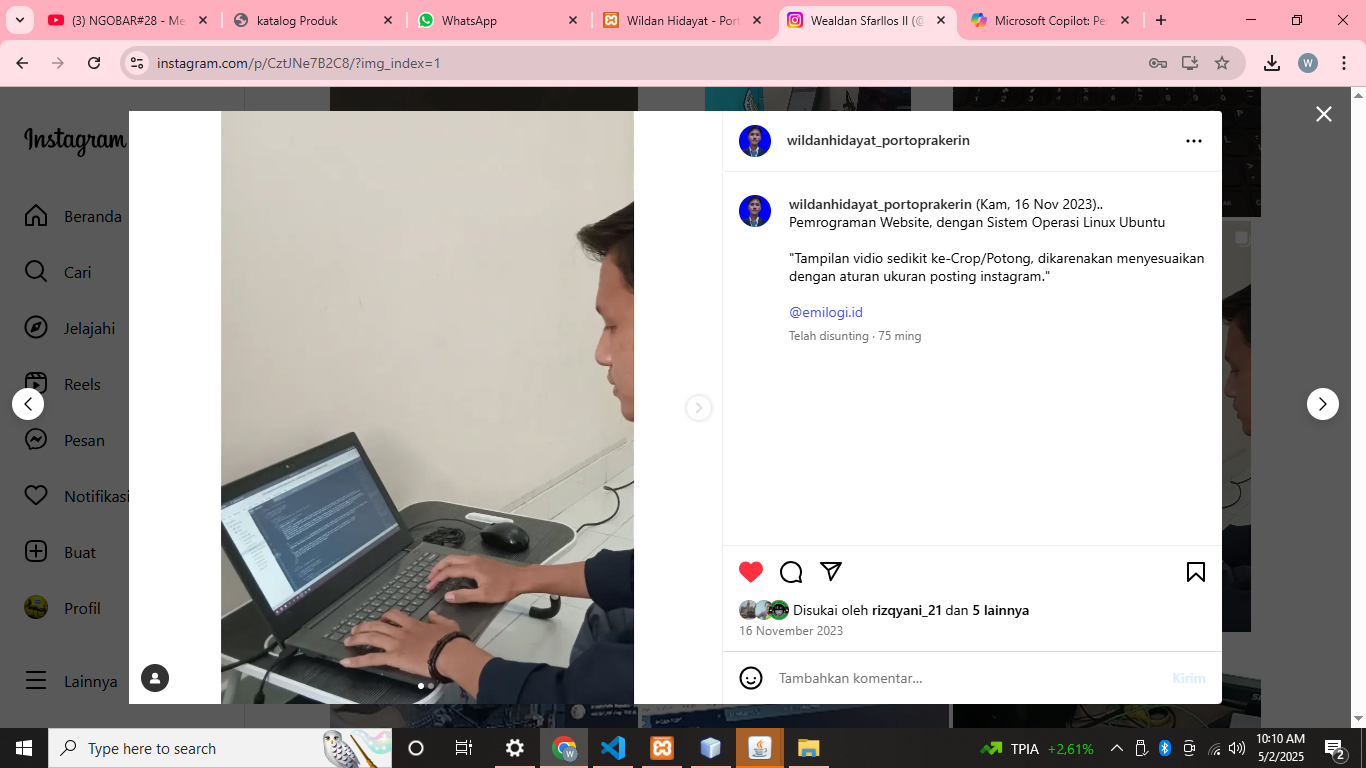 (3) NGOBAR#28 - Me
katalog Produk
WhatsApp
Wildan Hidayat - Port
Wealdan Sfarllos II (@
Microsoft Copilot: Pe
instagram.com/p/CztJNe7B2C8/?img_index=1
W
Instagram
Beranda
Cari
Jelajahi
Reels
Pesan
Notifikasi
Buat
Profil
Lainnya
wildanhidayat_portoprakerin
wildanhidayat_portoprakerin (Kam, 16 Nov 2023)..
Pemrograman Website, dengan Sistem Operasi Linux Ubuntu
"Tampilan vidio sedikit ke-Crop/Potong, dikarenakan menyesuaikan
dengan aturan ukuran posting instagram."
@emilogi.id
Telah disunting · 75 ming
Disukai oleh rizqyani_21 dan 5 lainnya
16 November 2023
Tambahkan komentar...
Kirim
Type here to search
W
TPIA +2,61%
10:10 AM
5/2/2025
2